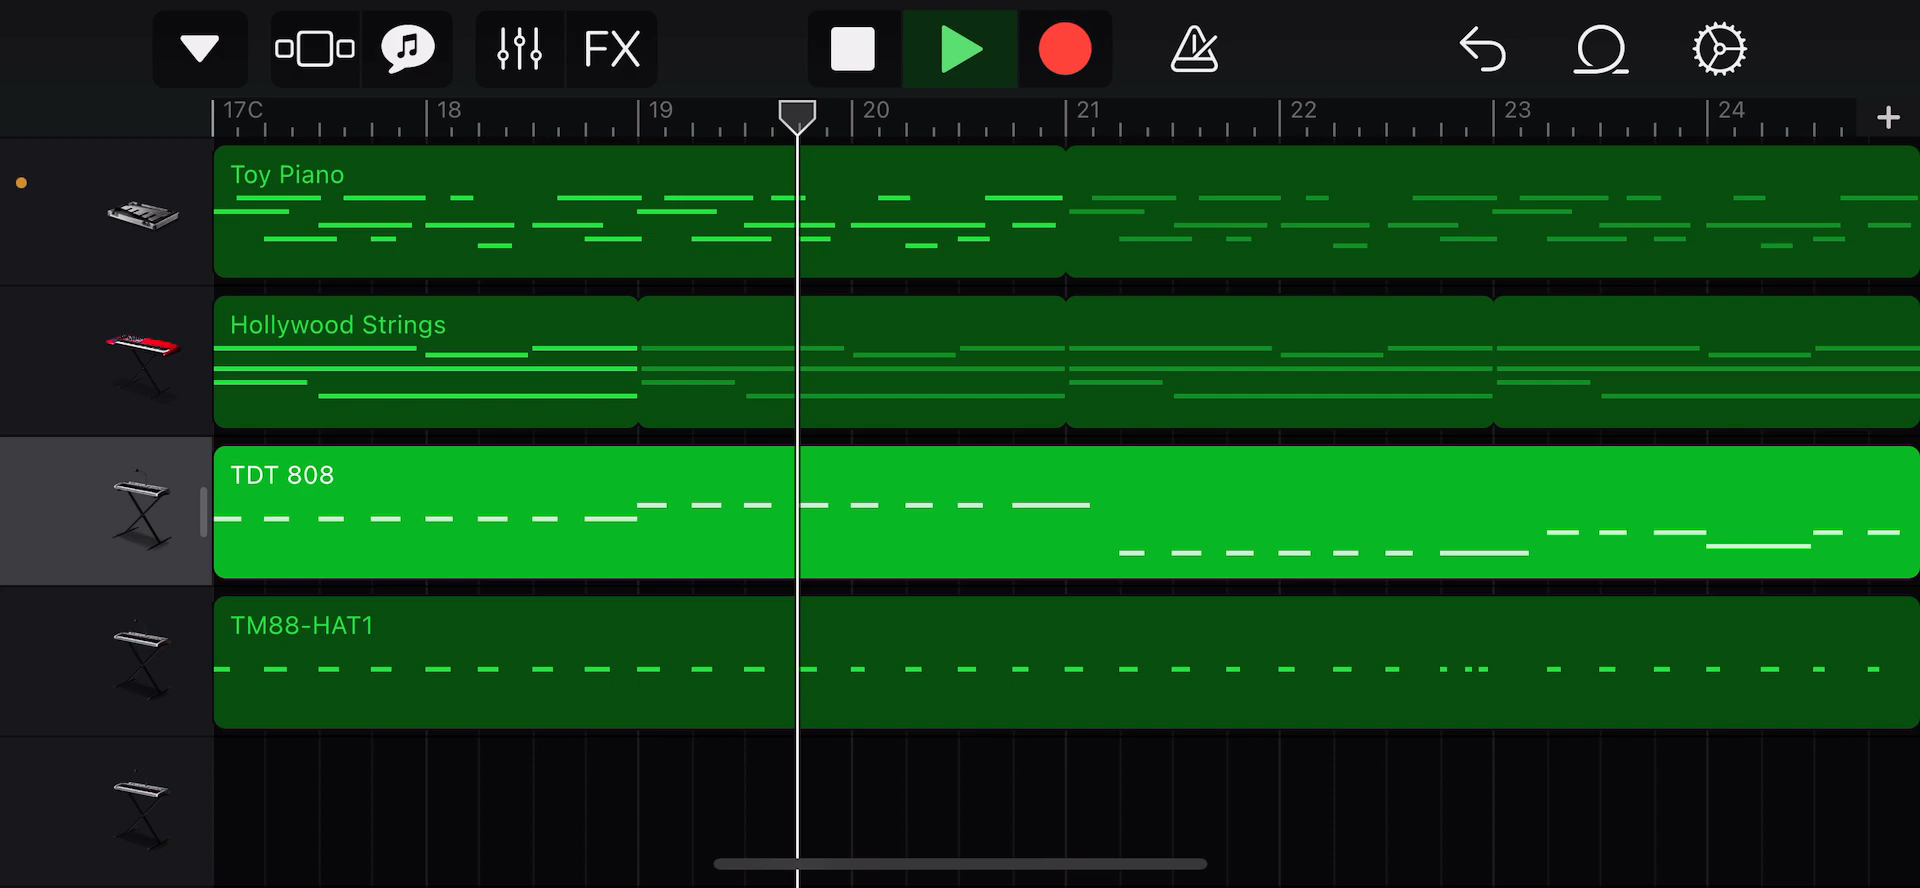 FX
17C 18 19 20 21 22 23 24 +
Toy Piano
Hollywood Strings
TDT 808
TM88-HAT1